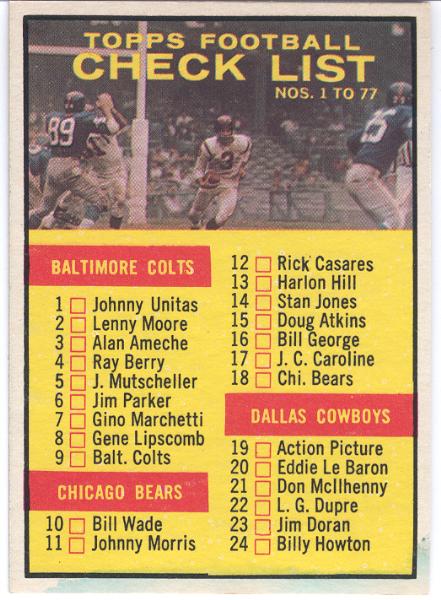 TOPPS FOOTBALL
CHECK LIST
NOS. 1 TO 77
89
3
BALTIMORE COLTS
1 Johnny Unitas
2 Lenny Moore
3 Alan Ameche
4 Ray Berry
5 J. Mutscheller
6 Jim Parker
7 Gino Marchetti
8 Gene Lipscomb
9 Balt. Colts
CHICAGO BEARS
10 Bill Wade
11 Johnny Morris
12 Rick Casares
13 Harlon Hill
14 Stan Jones
15 Doug Atkins
16 Bill George
17 J. C. Caroline
18 Chi. Bears
DALLAS COWBOYS
19 Action Picture
20 Eddie Le Baron
21 Don McIlhenny
22 L. G. Dupre
23 Jim Doran
24 Billy Howton